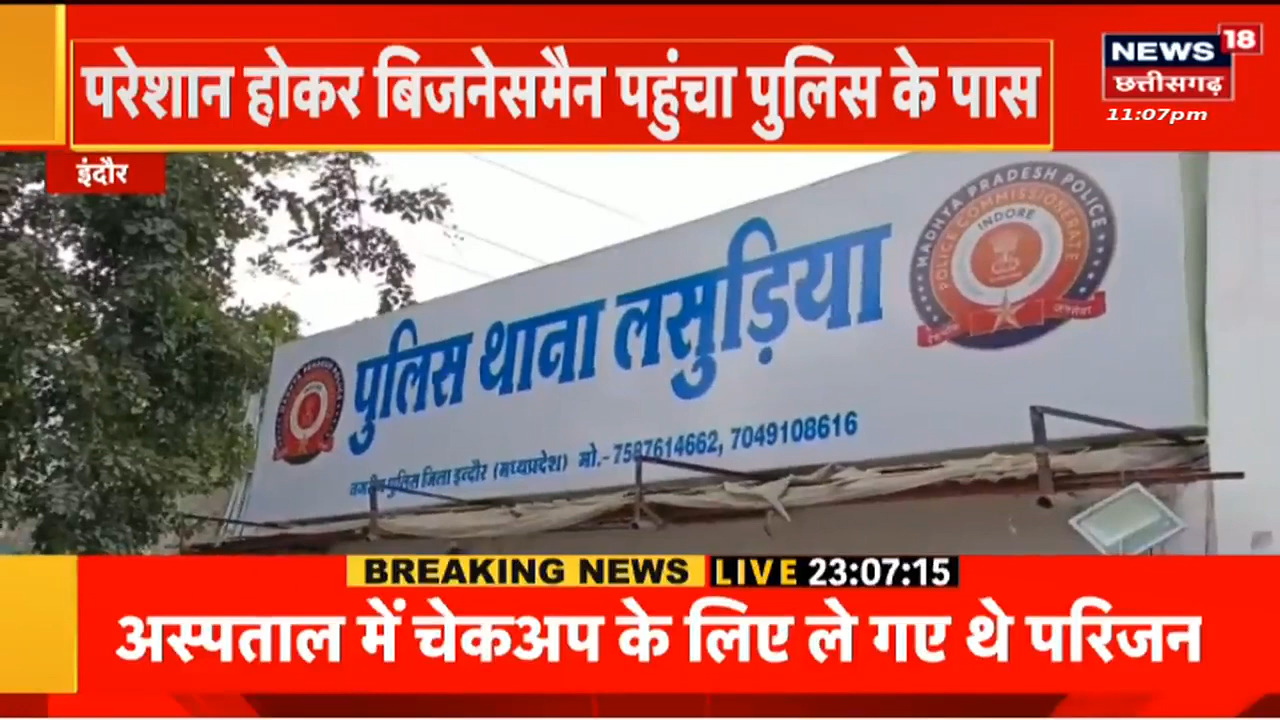 परेशान होकर बिजनेसमैन पहुंचा पुलिस के पास
NEWS 18
छत्तीसगढ़
11:07pm
इंदौर
MADHYA PRADESH POLICE
POLICE COMMISSIONERATE
INDORE
पुलिस थाना लसुड़िया
पुलिस जिला इन्दौर (मध्यप्रदेश) मो.- 7587614662, 7049108616
BREAKING NEWS LIVE 23:07:15
अस्पताल में चेकअप के लिए ले गए थे परिजन